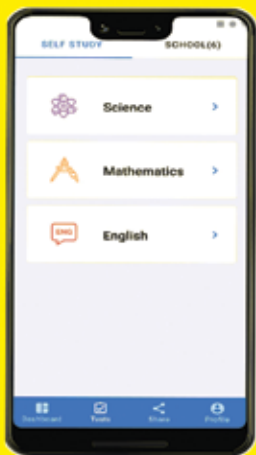 SELF STUDY
SCHOOL(6)
Science
Mathematics
ENG
English
Dashboard
Tests
Share
Profile